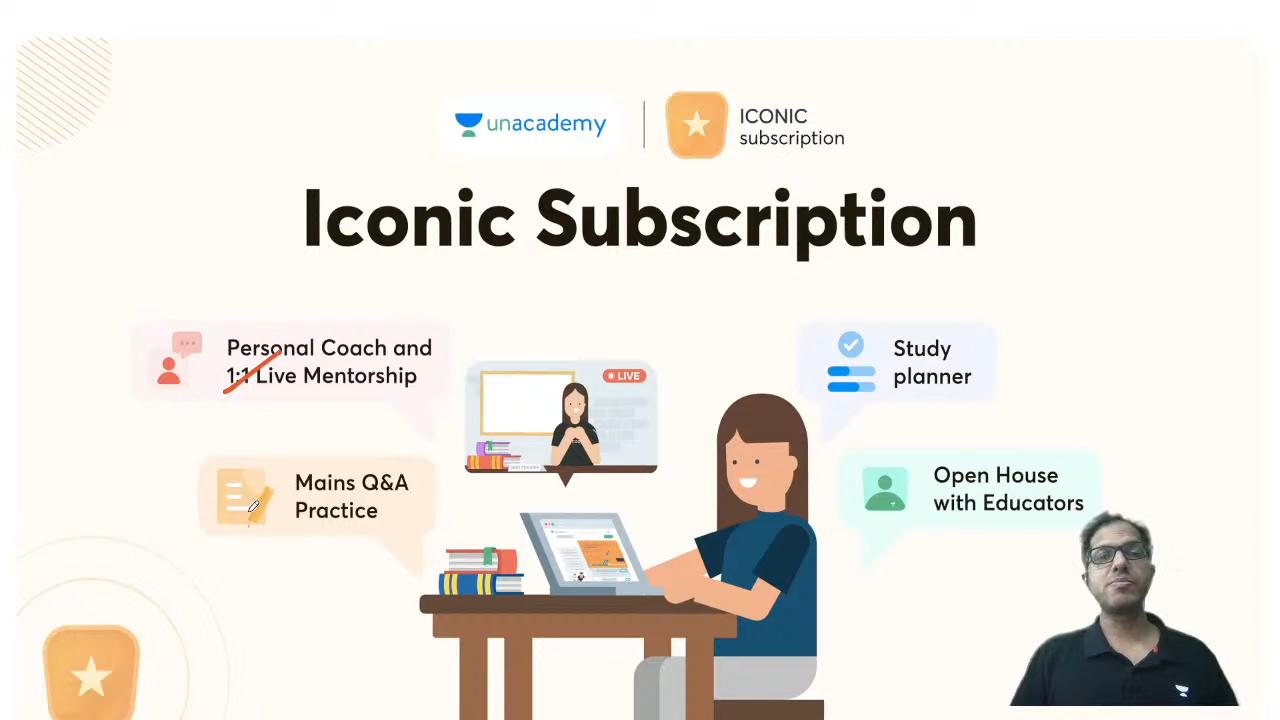 unacademy
ICONIC
subscription
Iconic Subscription
Personal Coach and
1:1 Live Mentorship
LIVE
Study
planner
Mains Q&A
Practice
Open House
with Educators